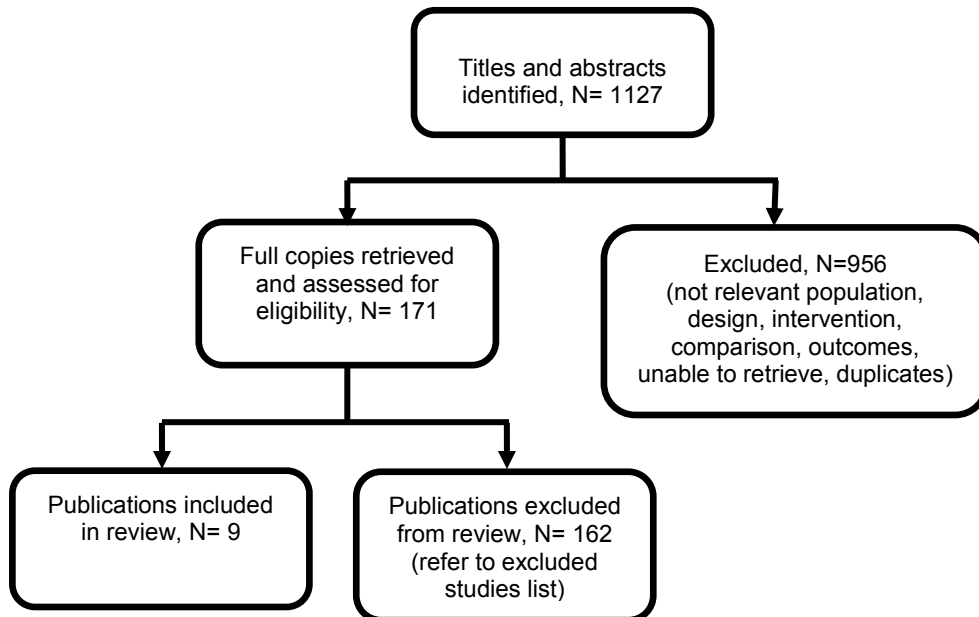 Titles and abstracts
identified, N= 1127
Full copies retrieved
and assessed for
eligibility, N= 171
Excluded, N=956
(not relevant population,
design, intervention,
comparison, outcomes,
unable to retrieve, duplicates)
Publications included
in review, N= 9
Publications excluded
from review, N= 162
(refer to excluded
studies list)